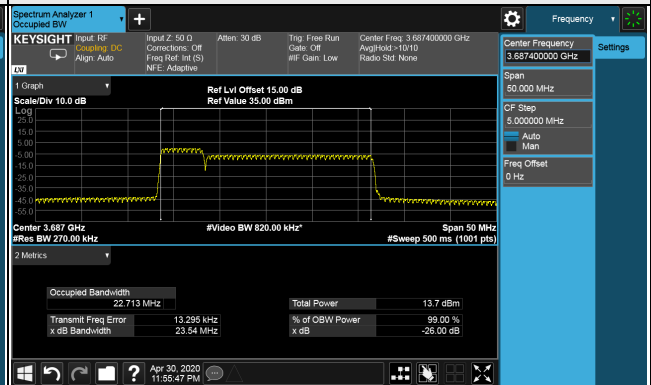 Spectrum Analyzer 1
Occupied BW
Frequency
KEYSIGHT
Input: RF
Coupling: DC
Align: Auto
Input Z: 50 Ω
Corrections: Off
Freq Ref: Int (S)
NFE: Adaptive
Atten: 30 dB
Trig: Free Run
Gate: Off
#IF Gain: Low
Center Freq: 3.687400000 GHz
Avg|Hold:>10/10
Radio Std: None
LNI
Center Frequency
3.687400000 GHz
Settings
Span
50.000 MHz
CF Step
5.000000 MHz
Auto
Man
Freq Offset
0 Hz
1 Graph
Scale/Div 10.0 dB
Ref Lvl Offset 15.00 dB
Ref Value 35.00 dBm
Log
25.0
15.0
5.00
-5.00
-15.0
-25.0
-35.0
-45.0
-55.0
Center 3.687 GHz
#Res BW 270.00 kHz
#Video BW 820.00 kHz*
Span 50 MHz
#Sweep 500 ms (1001 pts)
2 Metrics
Occupied Bandwidth
22.713 MHz
Total Power 13.7 dBm
Transmit Freq Error 13.295 kHz
% of OBW Power 99.00 %
x dB Bandwidth 23.54 MHz
x dB -26.00 dB
?
Apr 30, 2020
11:55:47 PM